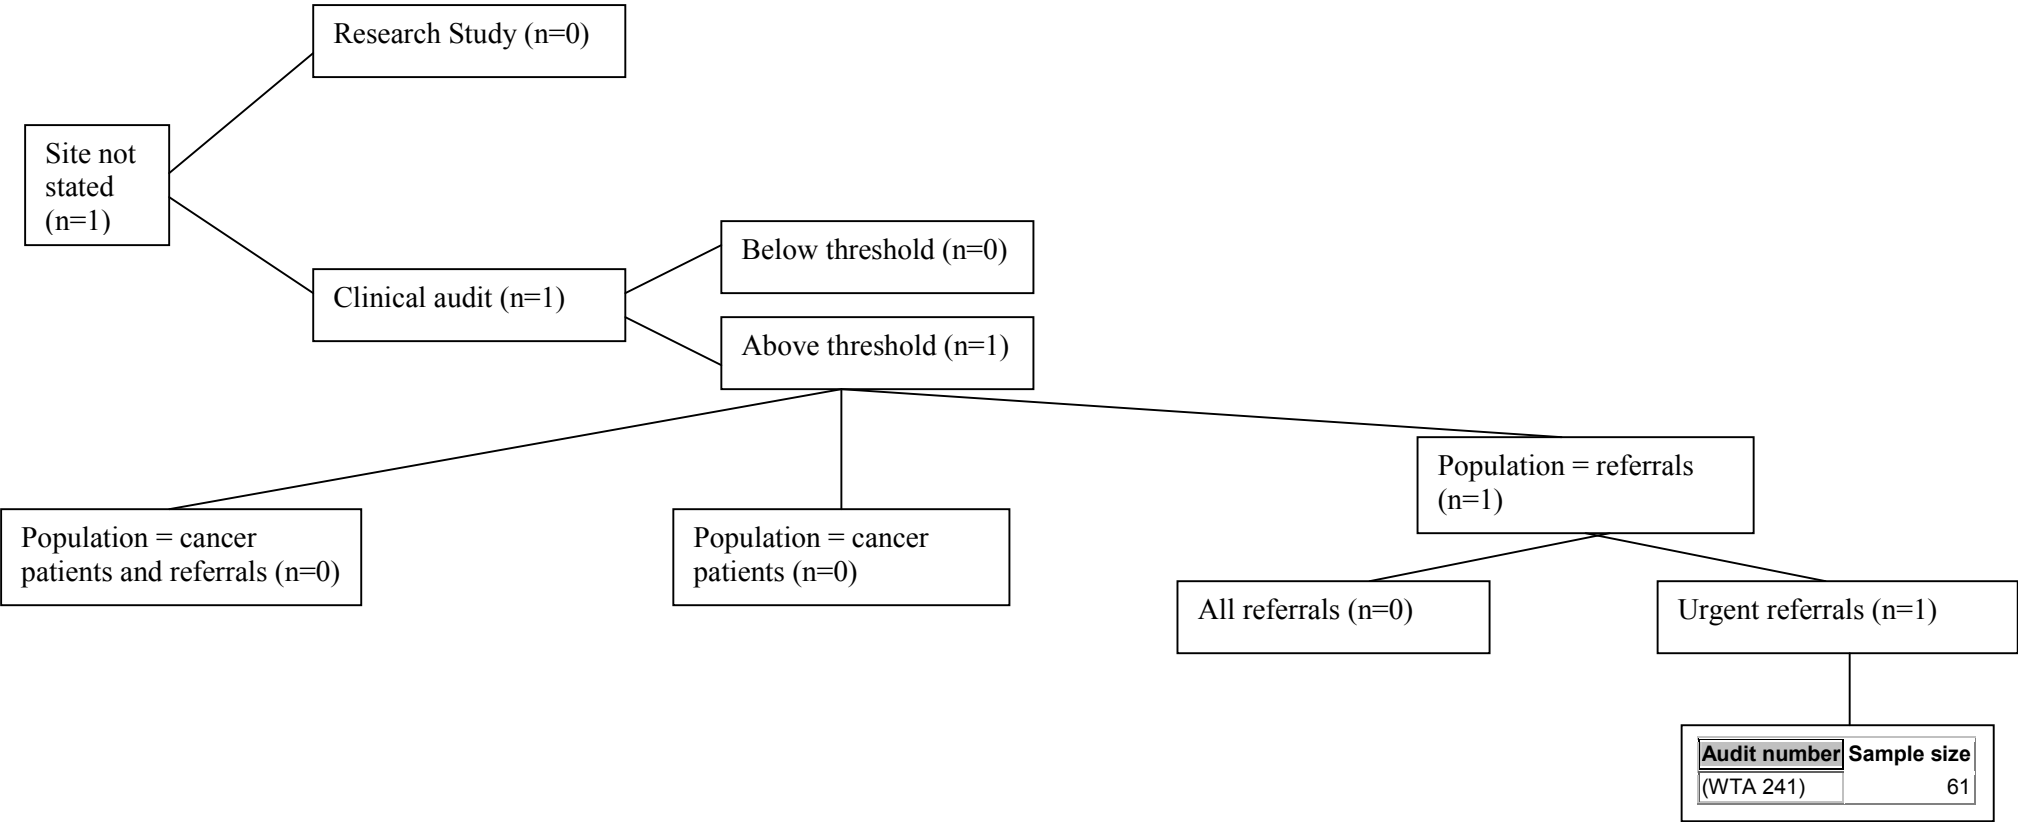 Research Study (n=0)
Site not
stated
(n=1)
Below threshold (n=0)
Clinical audit (n=1)
Above threshold (n=1)
Population = referrals
(n=1)
Population = cancer
patients and referrals (n=0)
Population = cancer
patients (n=0)
All referrals (n=0)
Urgent referrals (n=1)
Audit number Sample size
(WTA 241) 61